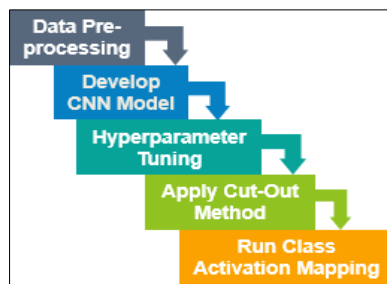 Data Pre-
processing
Develop
CNN Model
Hyperparameter
Tuning
Apply Cut-Out
Method
Run Class
Activation Mapping